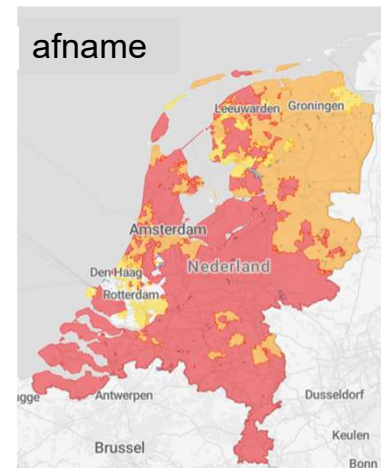 afname
Leeuwarden
Groningen
Amsterdam
Den Haag
Nederland
Rotterdam
Antwerpen
Dusseldorf
Brussel
Keulen
Bonn